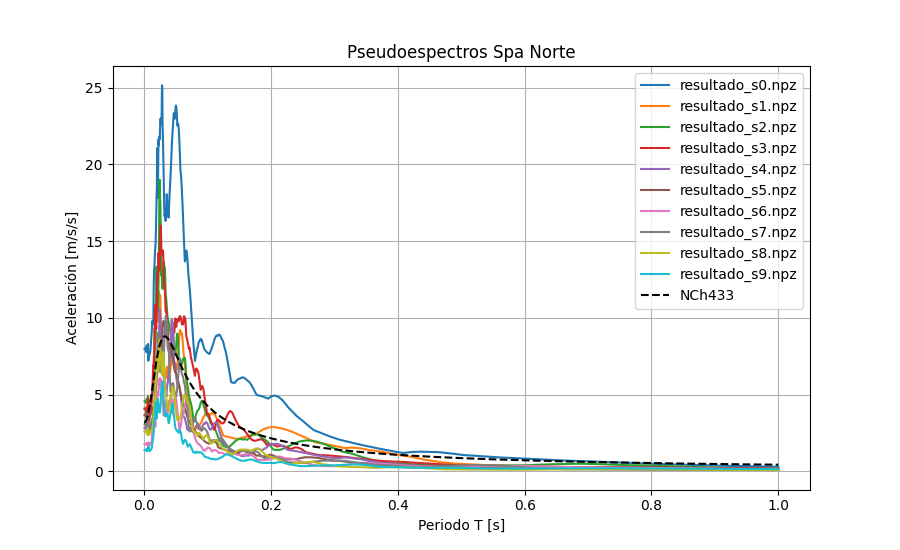 Pseudoespectros Spa Norte
Aceleración [m/s/s]
25
20
15
10
5
0
0.0
0.2
0.4
0.6
0.8
1.0
Periodo T [s]
resultado_s0.npz
resultado_s1.npz
resultado_s2.npz
resultado_s3.npz
resultado_s4.npz
resultado_s5.npz
resultado_s6.npz
resultado_s7.npz
resultado_s8.npz
resultado_s9.npz
NCh433